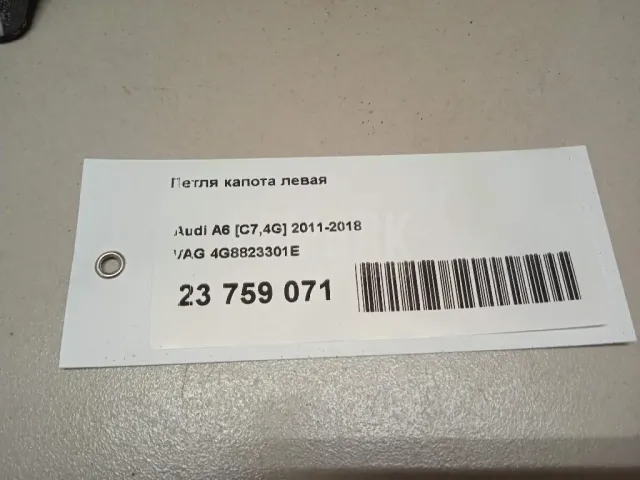 Петля капота левая
Audi A6 [C7,4G] 2011-2018
VAG 4G8823301E
23 759 071